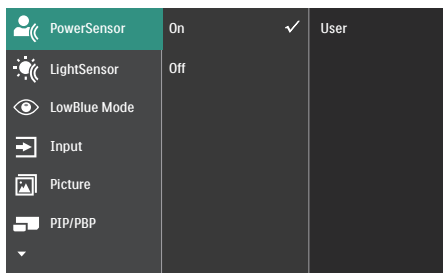 PowerSensor
On
User
LightSensor
Off
LowBlue Mode
Input
Picture
PIP/PBP